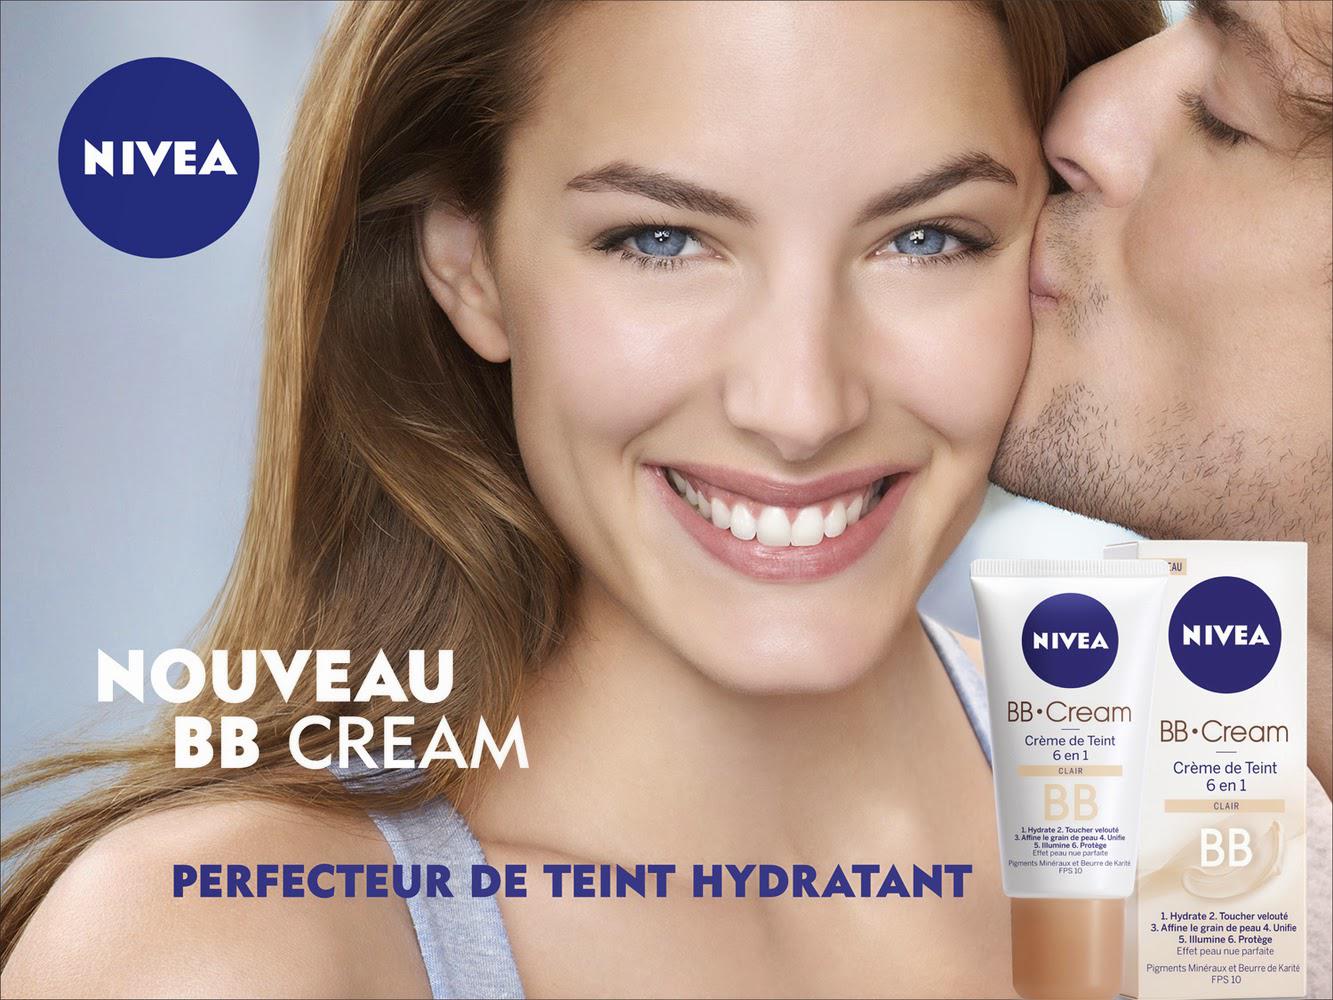 NIVEA
NOUVEAU
BB CREAM
PERFECTEUR DE TEINT HYDRATANT
NIVEA
BB•Cream
Crème de Teint
6 en 1
CLAIR
BB
1. Hydrate 2. Toucher velouté
3. Affine le grain de peau 4. Unifie
5. Illumine 6. Protège
Effet peau nue parfaite
Pigments Minéraux et Beurre de Karité
FPS 10
EAU
NIVEA
BB•Cream
Crème de Teint
6 en 1
CLAIR
BB
1. Hydrate 2. Toucher velouté
3. Affine le grain de peau 4. Unifie
5. Illumine 6. Protège
Effet peau nue parfaite
Pigments Minéraux et Beurre de Karité
FPS 10